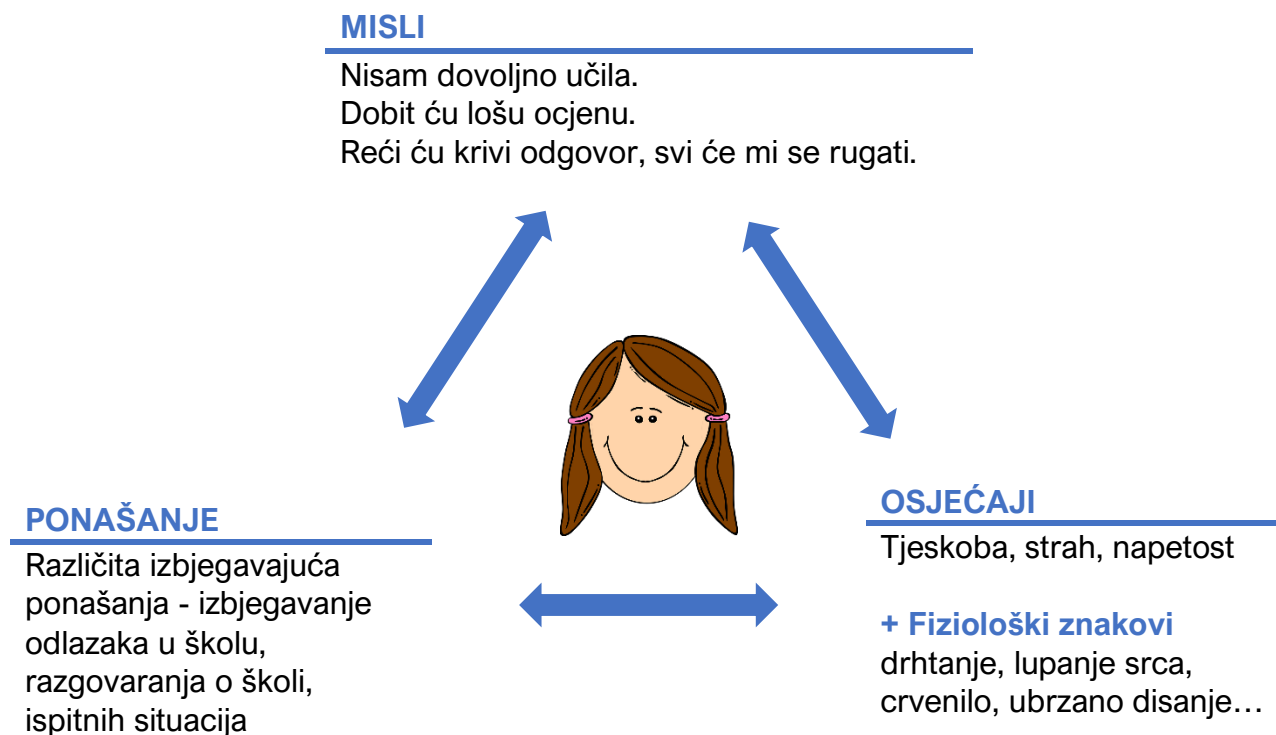 MISLI
Nisam dovoljno učila.
Dobit ću lošu ocjenu.
Reći ću krivi odgovor, svi će mi se rugati.
PONAŠANJE
Različita izbjegavajuća
ponašanja - izbjegavanje
odlazaka u školu,
razgovaranja o školi,
ispitnih situacija
OSJEĆAJI
Tjeskoba, strah, napetost
+ Fiziološki znakovi
drhtanje, lupanje srca,
crvenilo, ubrzano disanje…